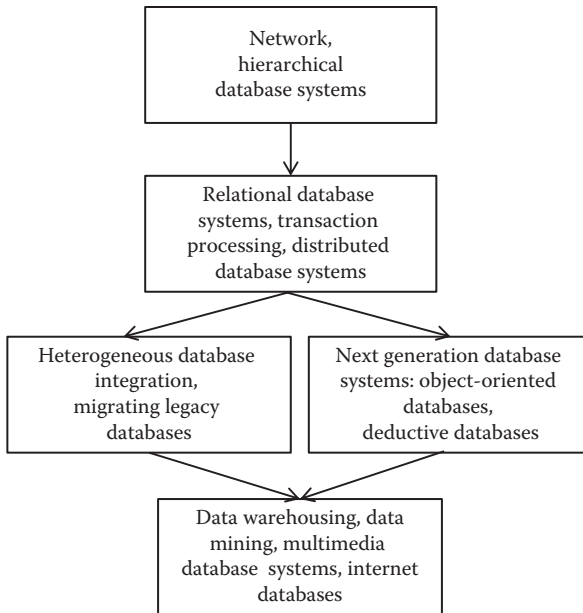 Network,
hierarchical
database systems
Relational database
systems, transaction
processing, distributed
database systems
Heterogeneous database
integration,
migrating legacy
databases
Next generation database
systems: object-oriented
databases,
deductive databases
Data warehousing, data
mining, multimedia
database systems, internet
databases